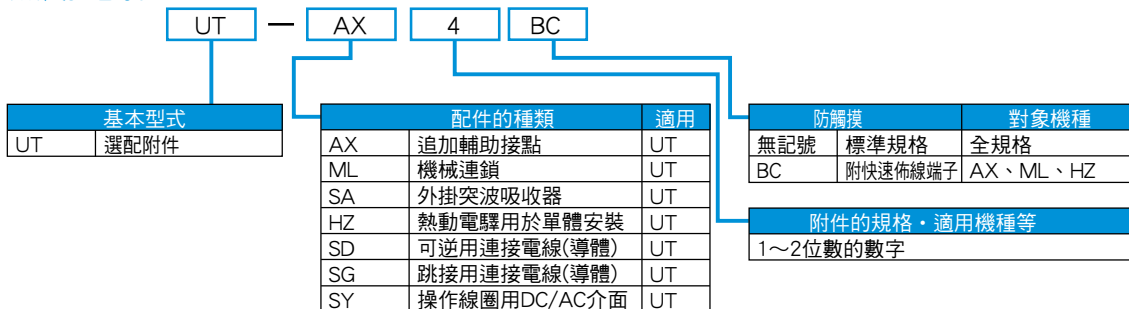 UT — AX 4 BC
基本型式
UT 選配附件
配件的種類 適用
AX 追加輔助接點 UT
ML 機械連鎖 UT
SA 外掛突波吸收器 UT
HZ 熱動電驛用於單體安裝 UT
SD 可逆用連接電線(導體) UT
SG 跳接用連接電線(導體) UT
SY 操作線圈用DC/AC介面 UT
防觸摸 對象機種
無記號 標準規格 全規格
BC 附快速佈線端子 AX、ML、HZ
附件的規格・適用機種等
1～2位數的數字